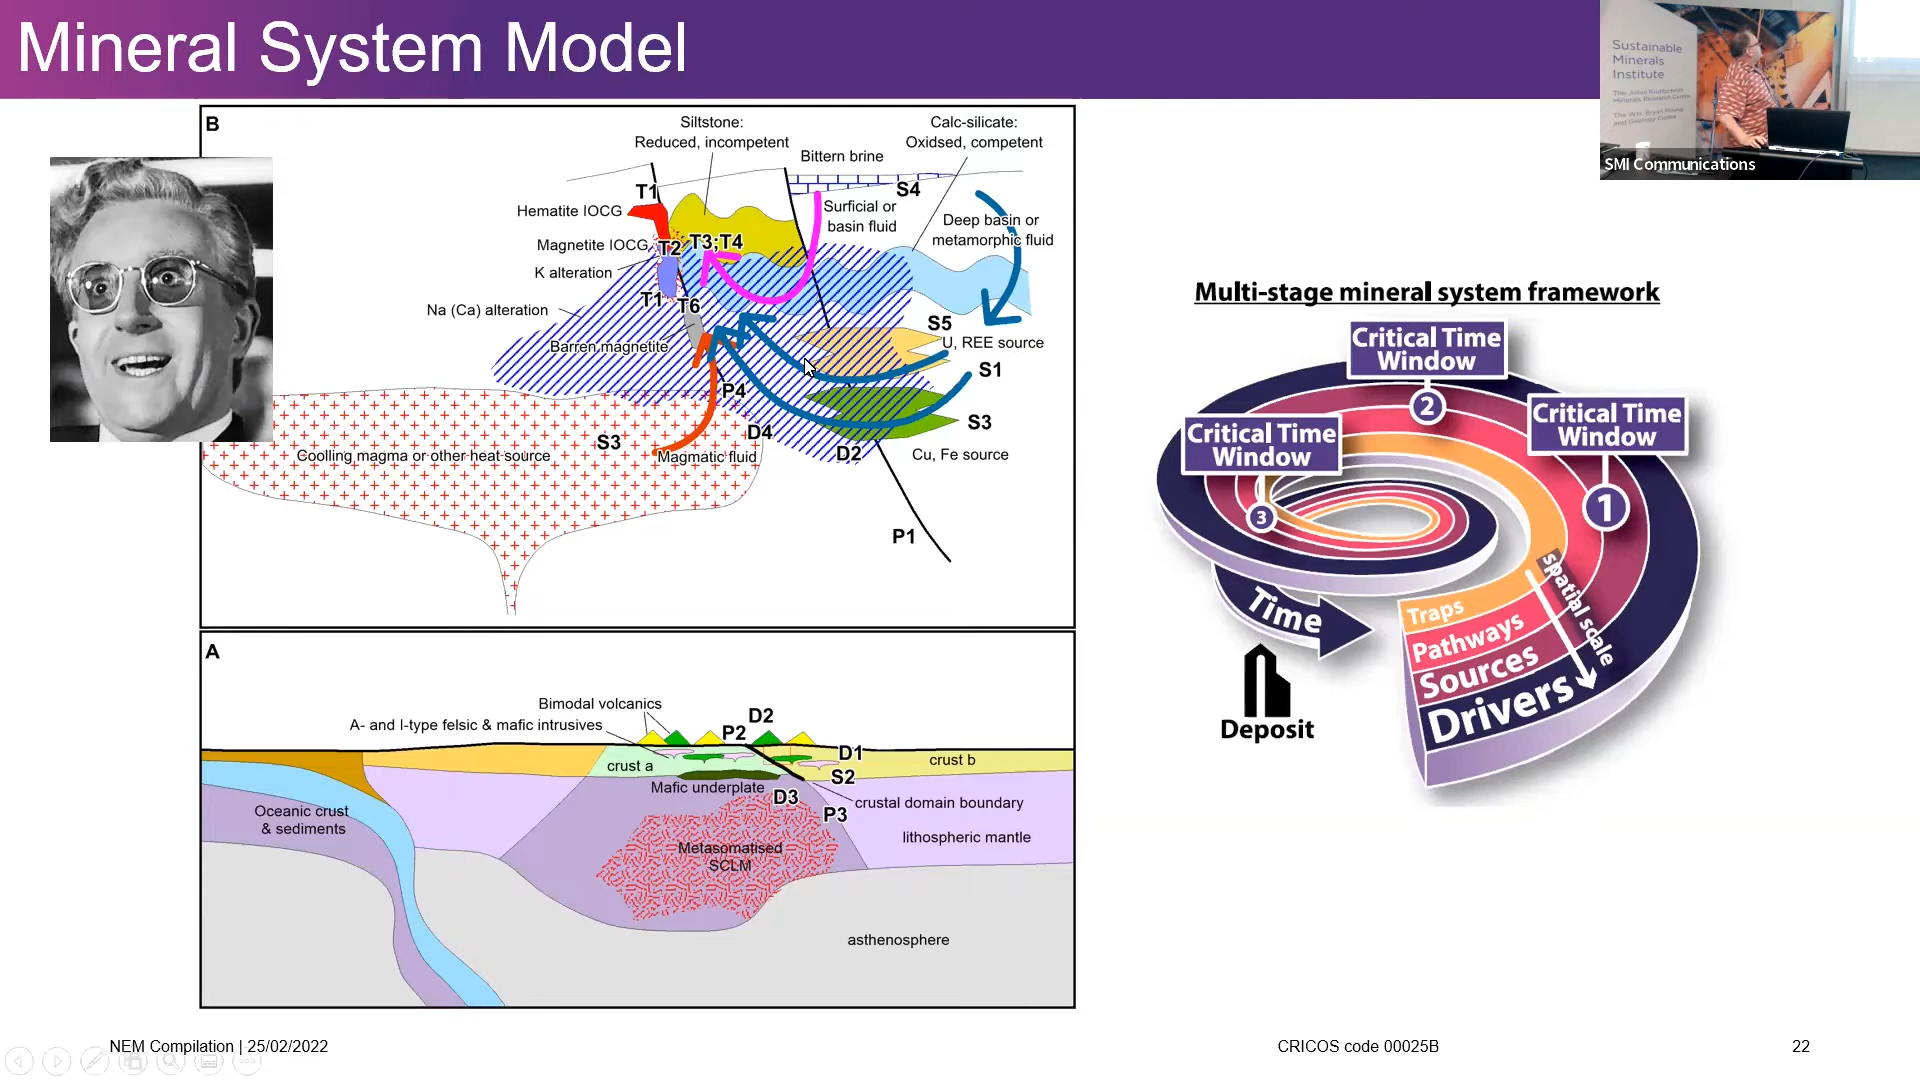 Mineral System Model
Sustainable
Minerals
Institute
SMI Communications
B
Siltstone:
Reduced, incompetent
Calc-silicate:
Oxidsed, competent
Bittern brine
T1
S4
Hematite IOCG
Surficial or
basin fluid
Deep basin or
metamorphic fluid
Magnetite IOCG
T2
T3;T4
K alteration
T1
T6
Na (Ca) alteration
S5
U, REE source
Barren magnetite
S1
P4
S3
D4
S3
Coolling magma or other heat source
Magmatic fluid
D2
Cu, Fe source
P1
A
Bimodal volcanics
D2
A- and I-type felsic & mafic intrusives
P2
D1
crust a
crust b
S2
Mafic underplate
D3
crustal domain boundary
Oceanic crust
& sediments
P3
lithospheric mantle
Metasomatised
SCLM
asthenosphere
Multi-stage mineral system framework
Critical Time
Window
2
Critical Time
Window
1
Critical Time
Window
3
spatial scale
Time
Traps
Pathways
Sources
Drivers
Deposit
NEM Compilation | 25/02/2022
CRICOS code 00025B
22